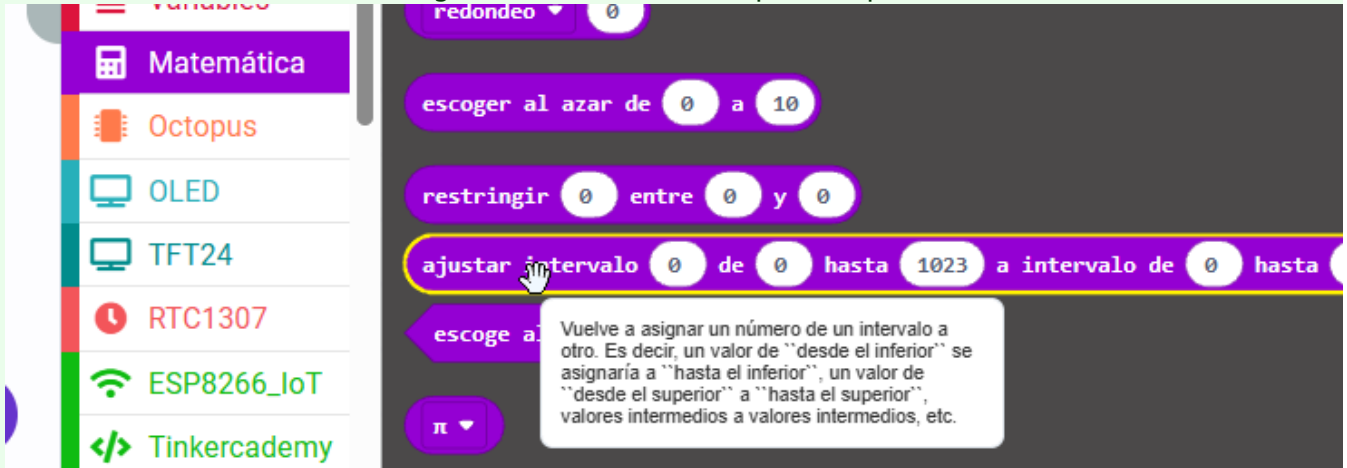 Variables
Matemática
Octopus
OLED
TFT24
RTC1307
ESP8266_IoT
Tinkercademy
redondeo 0
escoger al azar de 0 a 10
restringir 0 entre 0 y 0
ajustar intervalo 0 de 0 hasta 1023 a intervalo de 0 hasta
escoge al
Vuelve a asignar un número de un intervalo a
otro. Es decir, un valor de ``desde el inferior`` se
asignaría a ``hasta el inferior``, un valor de
``desde el superior`` a ``hasta el superior``,
valores intermedios a valores intermedios, etc.
π